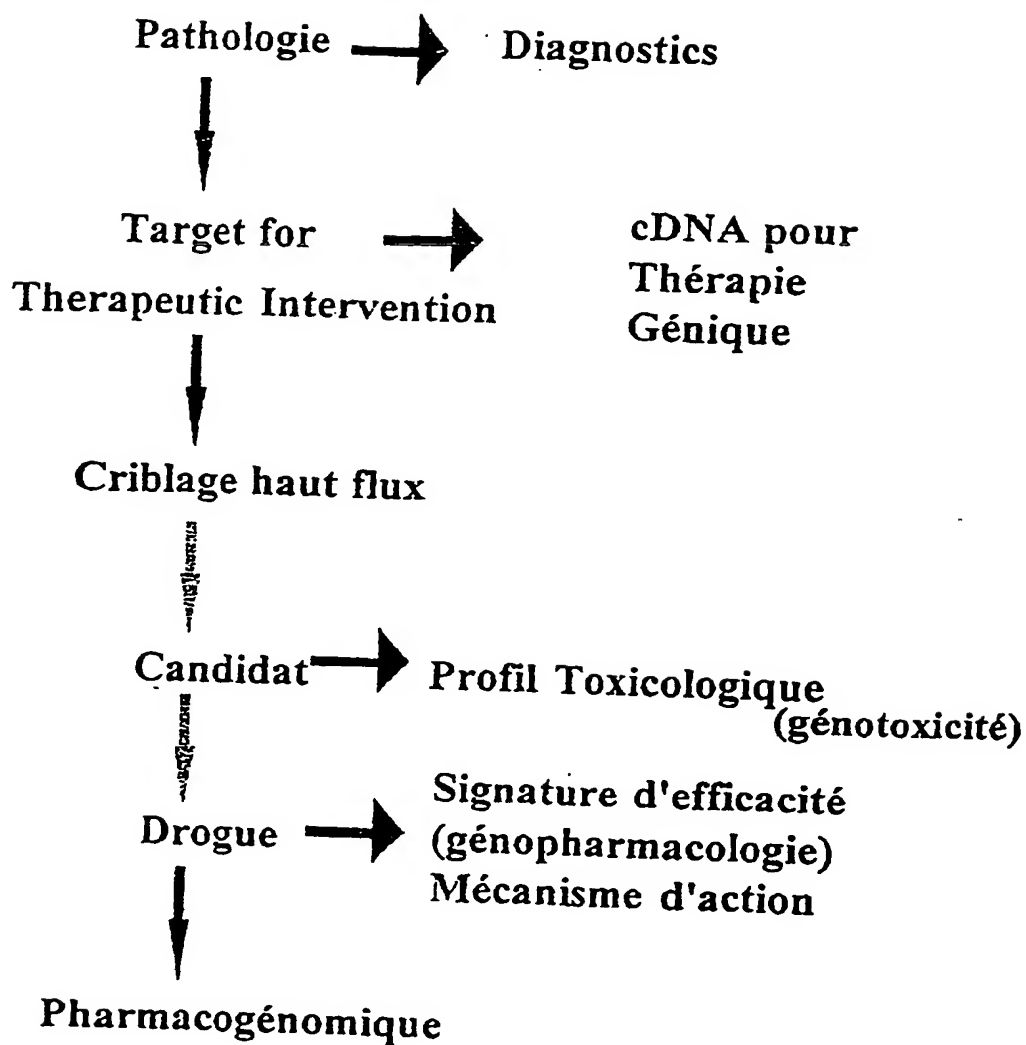 Pathologie
Diagnostics
Target for
Therapeutic Intervention
cDNA pour
Thérapie
Génique
Criblage haut flux
Candidat
Profil Toxicologique
(génotoxicité)
Drogue
Signature d'efficacité
(génopharmacologie)
Mécanisme d'action
Pharmacogénomique